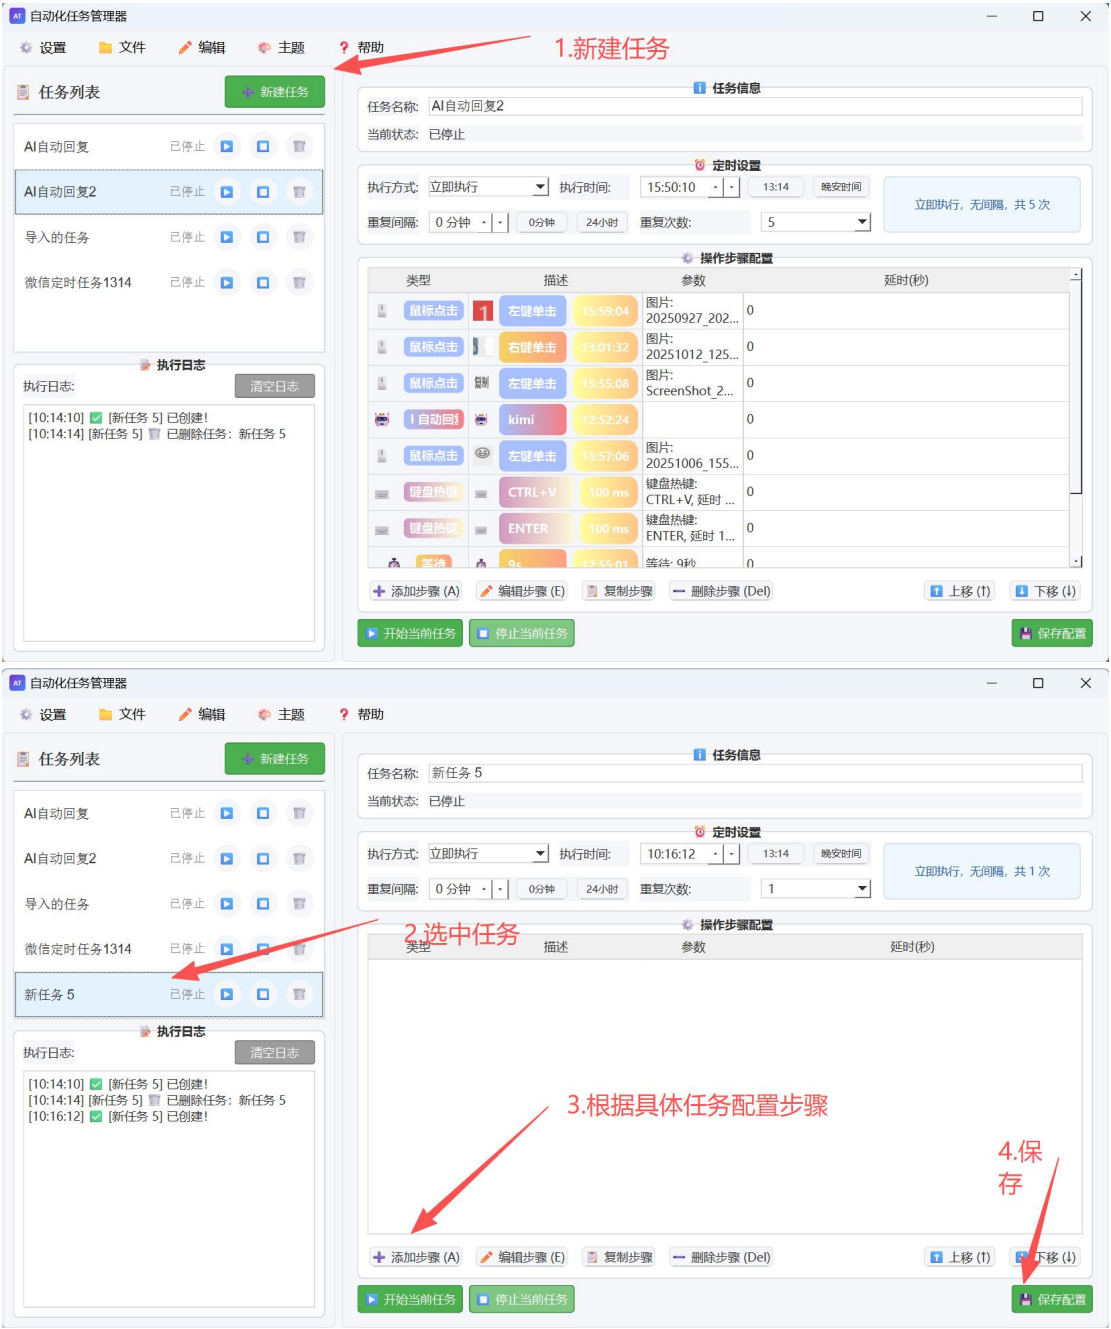 自动化任务管理器
设置 文件 编辑 主题 ? 帮助
1.新建任务
任务列表 新建任务
AI自动回复 已停止
AI自动回复2 已停止
导入的任务 已停止
微信定时任务1314 已停止
执行日志
执行日志: 清空日志
[10:14:10] ✅ [新任务 5] 已创建!
[10:14:14] [新任务 5] 🗑 已删除任务: 新任务 5
任务信息
任务名称: AI自动回复2
当前状态: 已停止
定时设置
执行方式: 立即执行 执行时间: 15:50:10 13:14 晚安时间
立即执行, 无间隔, 共 5 次
重复间隔: 0 分钟 0分钟 24小时 重复次数: 5
操作步骤配置
类型 描述 参数 延时(秒)
鼠标点击 1 左键单击 15:59:04 图片: 20250927_202... 0
鼠标点击 右键单击 13:01:32 图片: 20251012_125... 0
鼠标点击 复制 左键单击 15:55:08 图片: ScreenShot_2... 0
自动回 kimi 12:52:24 0
鼠标点击 左键单击 15:57:06 图片: 20251006_155... 0
键盘热键 CTRL+V 100 ms 键盘热键: CTRL+V, 延时 ... 0
键盘热键 ENTER 100 ms 键盘热键: ENTER, 延时 1... 0
等待 9s 12:55:01 等待: 9秒 0
添加步骤 (A) 编辑步骤 (E) 复制步骤 删除步骤 (Del) 上移 (↑) 下移 (↓)
开始当前任务 停止当前任务 保存配置
自动化任务管理器
设置 文件 编辑 主题 ? 帮助
任务列表 新建任务
AI自动回复 已停止
AI自动回复2 已停止
导入的任务 已停止
微信定时任务1314 已停止
新任务 5 已停止
2.选中任务
执行日志
执行日志: 清空日志
[10:14:10] ✅ [新任务 5] 已创建!
[10:14:14] [新任务 5] 🗑 已删除任务: 新任务 5
[10:16:12] ✅ [新任务 5] 已创建!
任务信息
任务名称: 新任务 5
当前状态: 已停止
定时设置
执行方式: 立即执行 执行时间: 10:16:12 13:14 晚安时间
立即执行, 无间隔, 共 1 次
重复间隔: 0 分钟 0分钟 24小时 重复次数: 1
操作步骤配置
类型 描述 参数 延时(秒)
3.根据具体任务配置步骤
4.保
存
添加步骤 (A) 编辑步骤 (E) 复制步骤 删除步骤 (Del) 上移 (↑) 下移 (↓)
开始当前任务 停止当前任务 保存配置